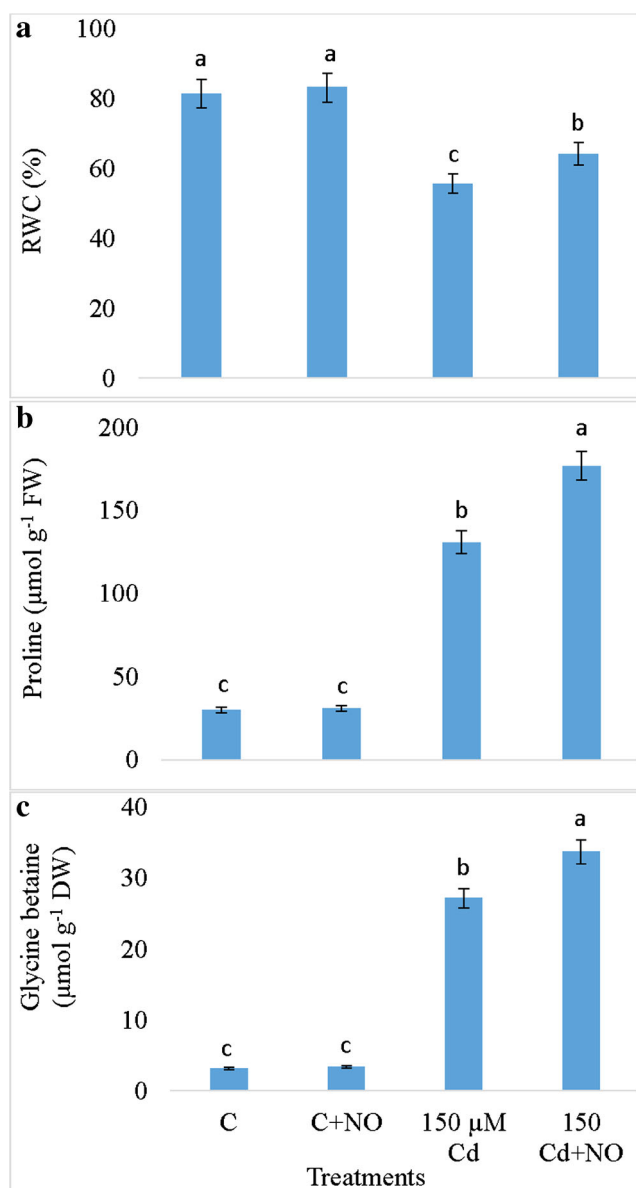 a
100
80
60
40
20
0
RWC (%)
a
a
c
b
b
200
150
100
50
0
Proline (µmol g⁻¹ FW)
c
c
b
a
c
40
30
20
10
0
Glycine betaine
(µmol g⁻¹ DW)
c
c
b
a
C
C+NO
150 µM
Cd
150
Cd+NO
Treatments